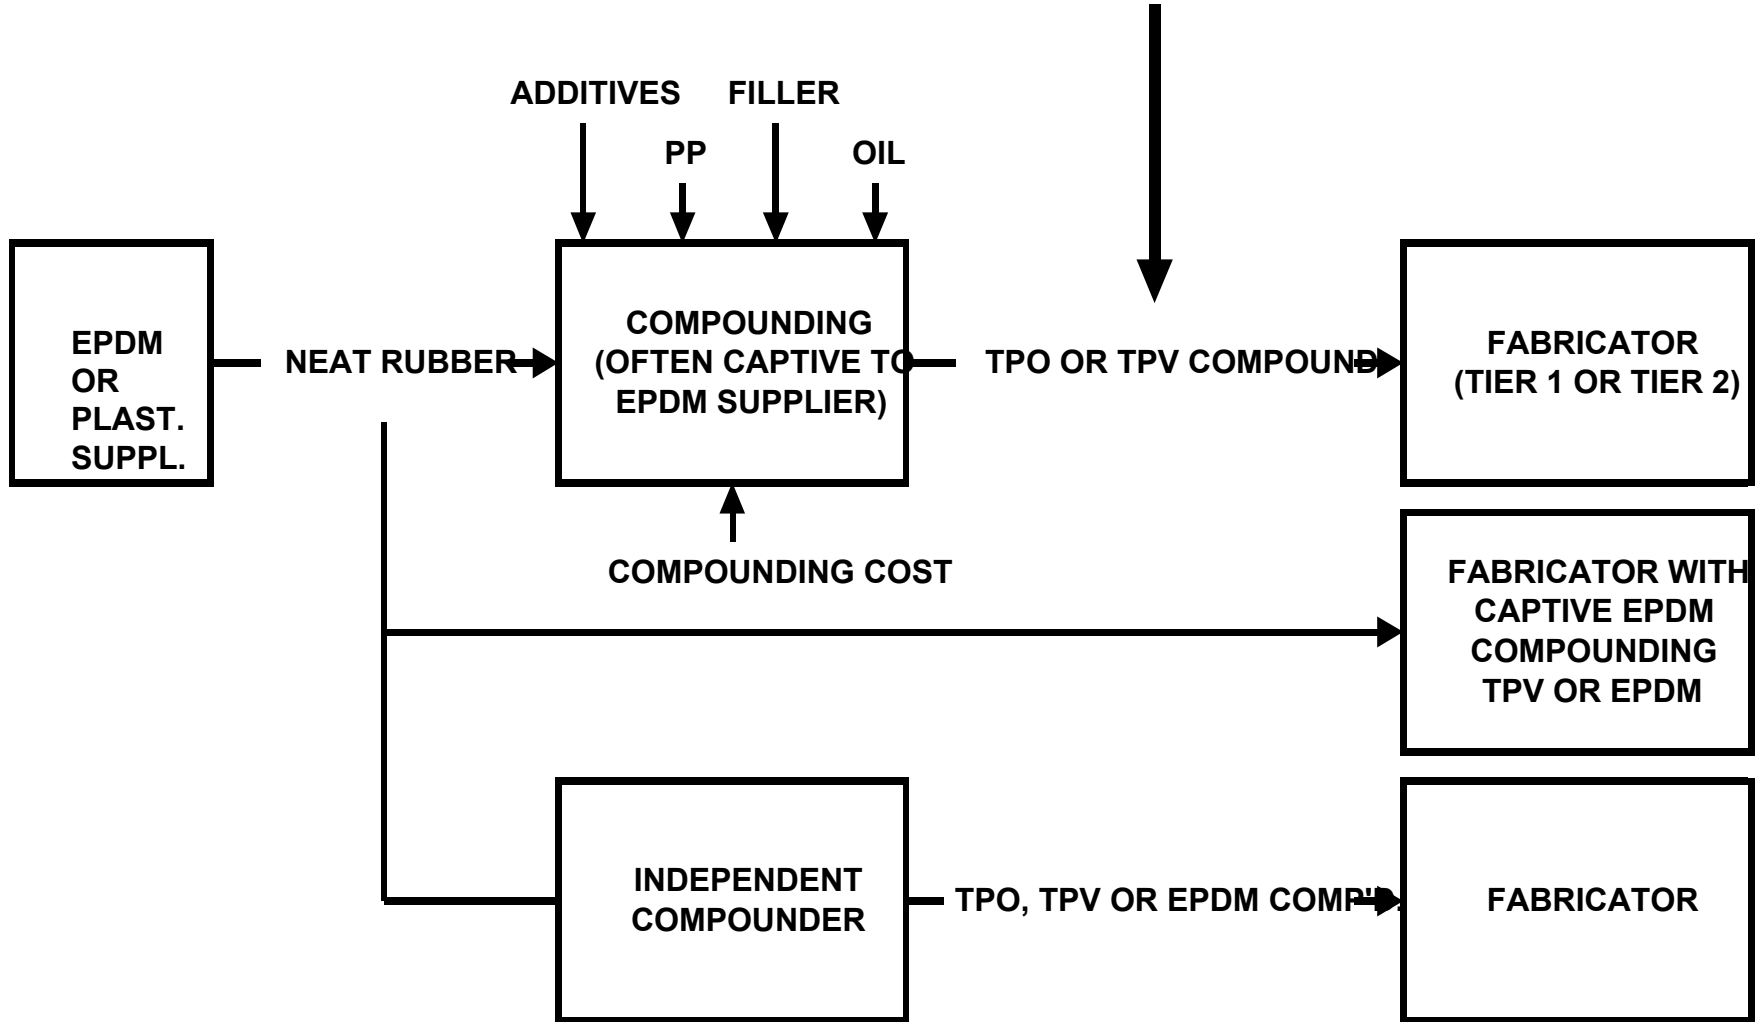 ADDITIVES
FILLER
PP
OIL
EPDM
OR
PLAST.
SUPPL.
NEAT RUBBER
COMPOUNDING
(OFTEN CAPTIVE TO
EPDM SUPPLIER)
TPO OR TPV COMPOUND
FABRICATOR
(TIER 1 OR TIER 2)
COMPOUNDING COST
FABRICATOR WITH
CAPTIVE EPDM
COMPOUNDING
TPV OR EPDM
INDEPENDENT
COMPOUNDER
TPO, TPV OR EPDM COMP'D.
FABRICATOR